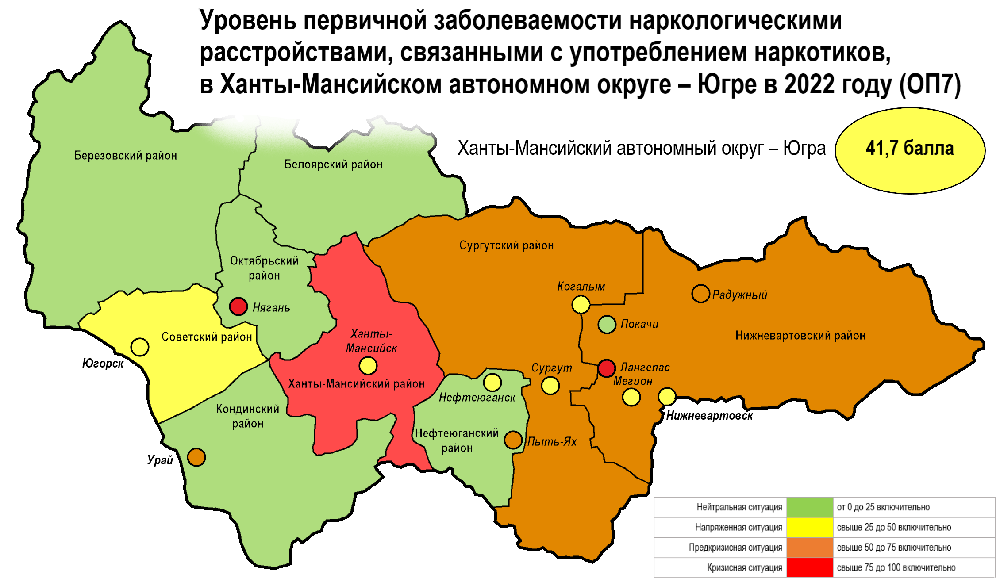 Уровень первичной заболеваемости наркологическими
расстройствами, связанными с употреблением наркотиков,
в Ханты-Мансийском автономном округе – Югре в 2022 году (ОП7)
Ханты-Мансийский автономный округ – Югра
41,7 балла
Березовский район
Белоярский район
Сургутский район
Октябрьский
район
Когалым
Радужный
Нягань
Покачи
Советский район
Ханты-
Мансийск
Нижневартовский район
Югорск
Сургут
Лангепас
Мегион
Ханты-Мансийский район
Нефтеюганск
Кондинский
район
Нижневартовск
Нефтеюганский
район
Пыть-Ях
Урай
Нейтральная ситуация от 0 до 25 включительно
Напряженная ситуация свыше 25 до 50 включительно
Предкризисная ситуация свыше 50 до 75 включительно
Кризисная ситуация свыше 75 до 100 включительно